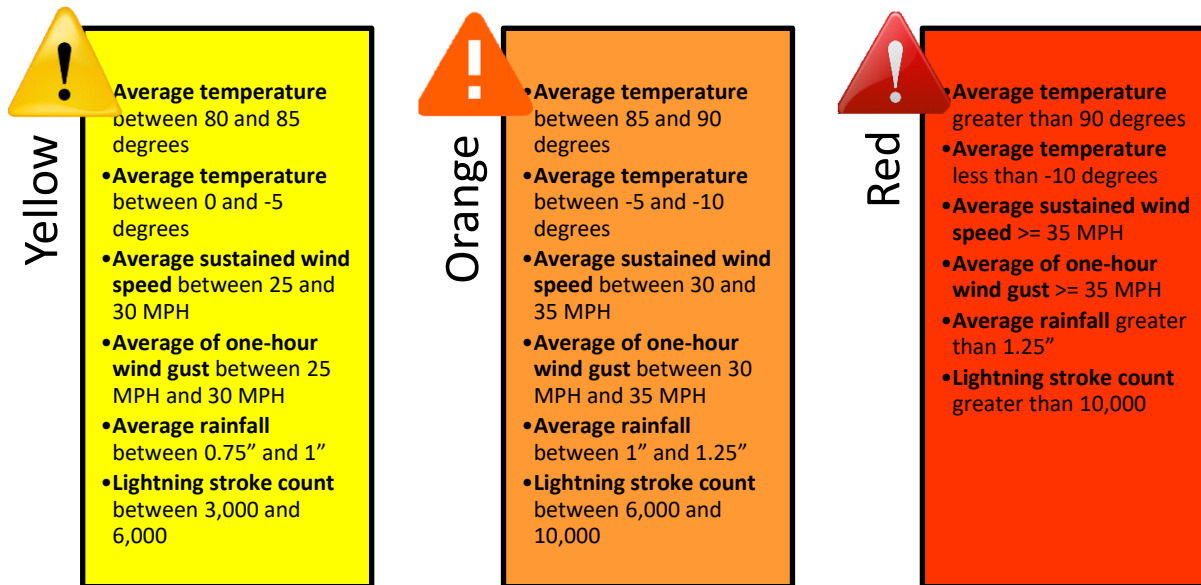 Yellow
•Average temperature
between 80 and 85
degrees
•Average temperature
between 0 and -5
degrees
•Average sustained wind
speed between 25 and
30 MPH
•Average of one-hour
wind gust between 25
MPH and 30 MPH
•Average rainfall
between 0.75” and 1”
•Lightning stroke count
between 3,000 and
6,000
Orange
•Average temperature
between 85 and 90
degrees
•Average temperature
between -5 and -10
degrees
•Average sustained wind
speed between 30 and
35 MPH
•Average of one-hour
wind gust between 30
MPH and 35 MPH
•Average rainfall
between 1” and 1.25”
•Lightning stroke count
between 6,000 and
10,000
Red
•Average temperature
greater than 90 degrees
•Average temperature
less than -10 degrees
•Average sustained wind
speed >= 35 MPH
•Average of one-hour
wind gust >= 35 MPH
•Average rainfall greater
than 1.25”
•Lightning stroke count
greater than 10,000